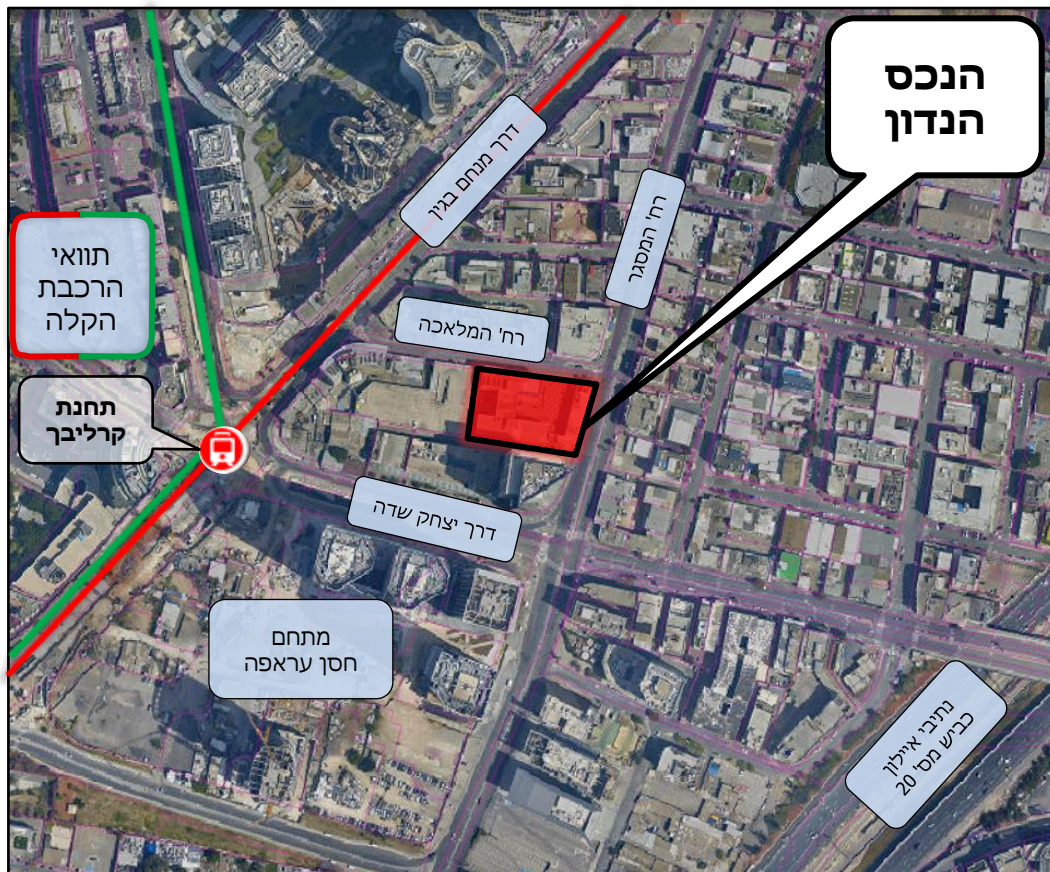 הנכס
הנדון
דרך מנחם בגין
רח' המסגר
תוואי
הרכבת
הקלה
רח' המלאכה
תחנת
קרליבך
דרך יצחק שדה
מתחם
חסן עראפה
נתיבי איילון
כביש מס' 20